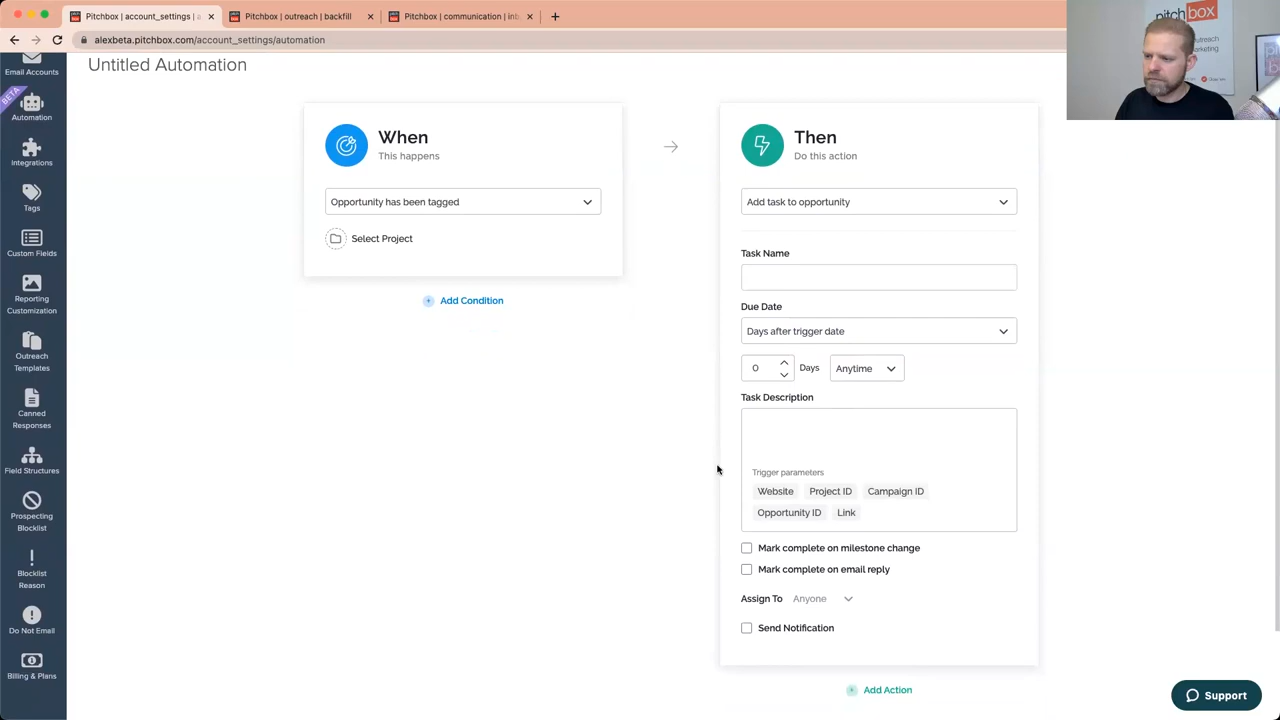 Pitchbox | account_settings | a
Pitchbox | outreach | backfill
Pitchbox | communication | inb
alexbeta.pitchbox.com/account_settings/automation
pitchbox
Email Accounts
BETA
Automation
Integrations
Tags
Custom Fields
Reporting
Customization
Outreach
Templates
Canned
Responses
Field Structures
Prospecting
Blocklist
Blocklist
Reason
Do Not Email
Billing & Plans
Untitled Automation
When
This happens
Opportunity has been tagged
Select Project
Add Condition
Then
Do this action
Add task to opportunity
Task Name
Due Date
Days after trigger date
0
Days
Anytime
Task Description
Trigger parameters
Website
Project ID
Campaign ID
Opportunity ID
Link
Mark complete on milestone change
Mark complete on email reply
Assign To
Anyone
Send Notification
Add Action
Support